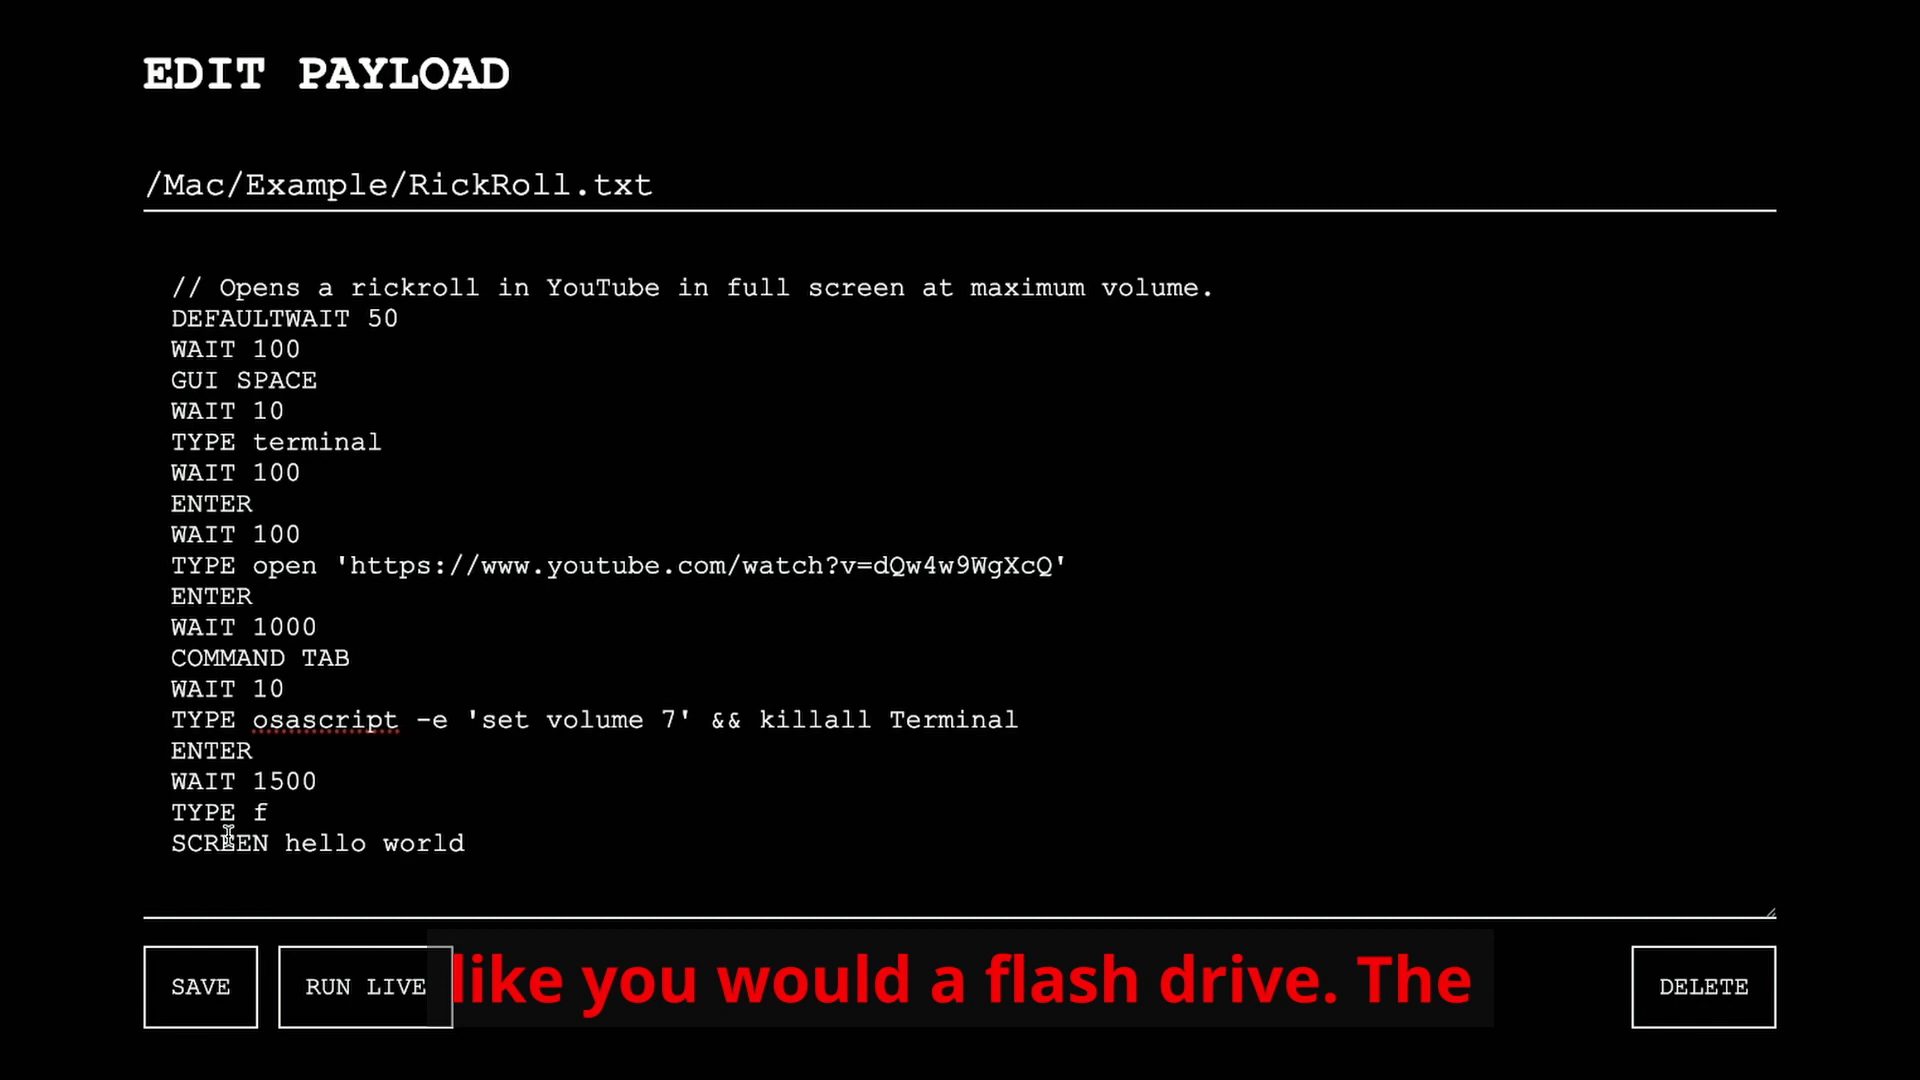 EDIT PAYLOAD
/Mac/Example/RickRoll.txt
// Opens a rickroll in YouTube in full screen at maximum volume.
DEFAULTWAIT 50
WAIT 100
GUI SPACE
WAIT 10
TYPE terminal
WAIT 100
ENTER
WAIT 100
TYPE open 'https://www.youtube.com/watch?v=dQw4w9WgXcQ'
ENTER
WAIT 1000
COMMAND TAB
WAIT 10
TYPE osascript -e 'set volume 7' && killall Terminal
ENTER
WAIT 1500
TYPE f
SCREEN hello world
SAVE
RUN LIVE
like you would a flash drive. The
DELETE